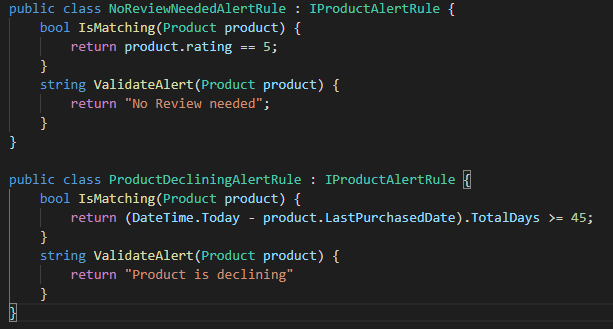 public class NoReviewNeededAlertRule : IProductAlertRule {
    bool IsMatching(Product product) {
        return product.rating == 5;
    }
    string ValidateAlert(Product product) {
        return "No Review needed";
        }
}

public class ProductDecliningAlertRule : IProductAlertRule {
    bool IsMatching(Product product) {
        return (DateTime.Today - product.LastPurchasedDate).TotalDays >= 45;
    }
    string ValidateAlert(Product product) {
        return "Product is declining"
        }
}